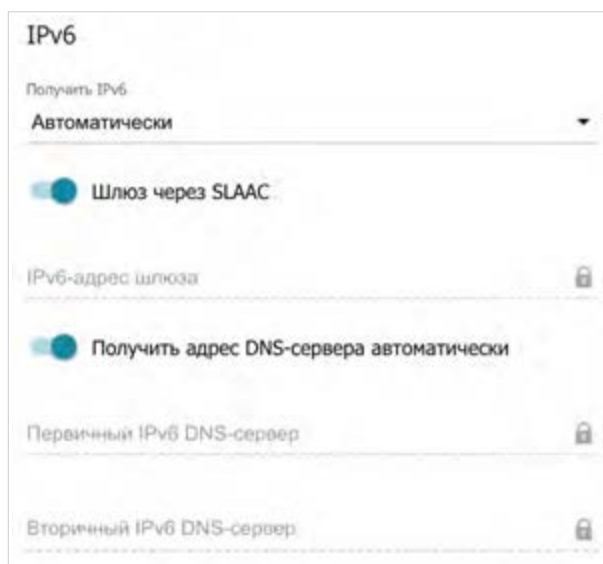 IPv6
Получить IPv6
Автоматически
Шлюз через SLAAC
IPv6-адрес шлюза
Получить адрес DNS-сервера автоматически
Первичный IPv6 DNS-сервер
Вторичный IPv6 DNS-сервер